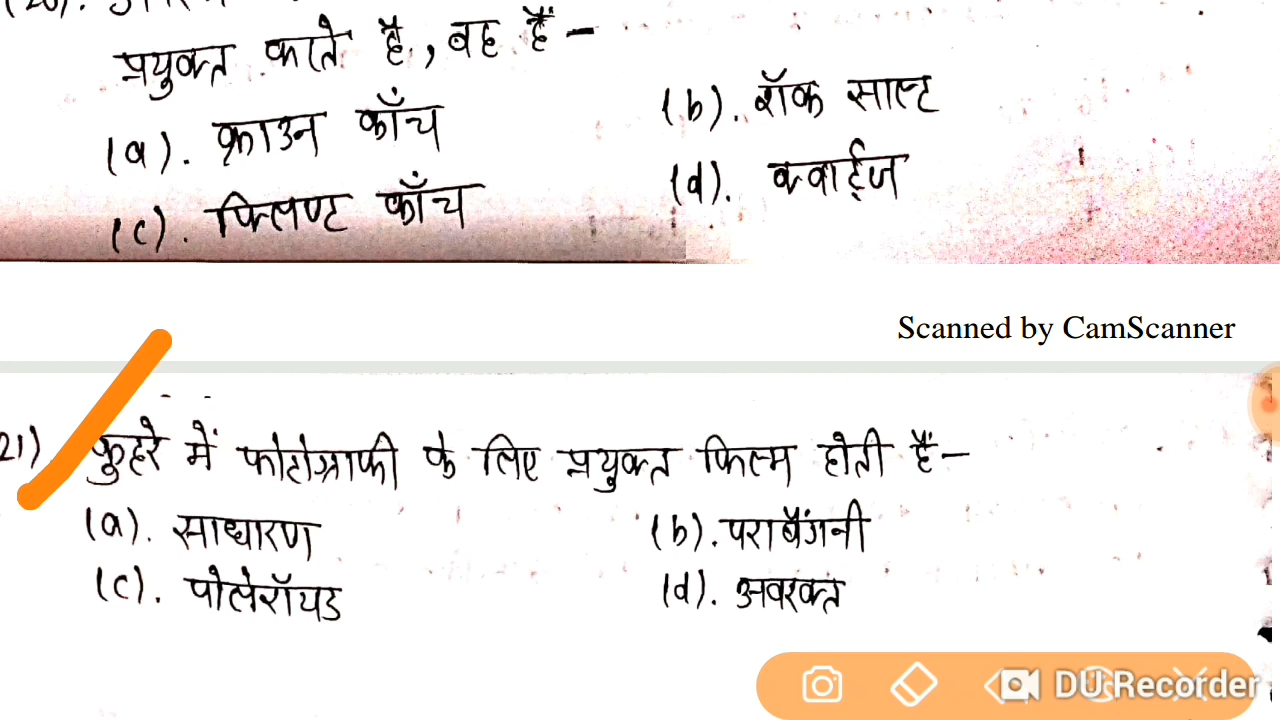 प्रयुक्त करते है, वह हैं -
(a). क्राउन काँच (b). रॉक साल्ट
(c). फ्लिण्ट काँच (d). क्वार्ट्ज
Scanned by CamScanner
21) कुहरे में फोटोग्राफी के लिए प्रयुक्त फिल्म होती हैं -
(a). साधारण (b). पराबैंगनी
(c). पोलेरॉयड (d). अवरक्त
DU Recorder